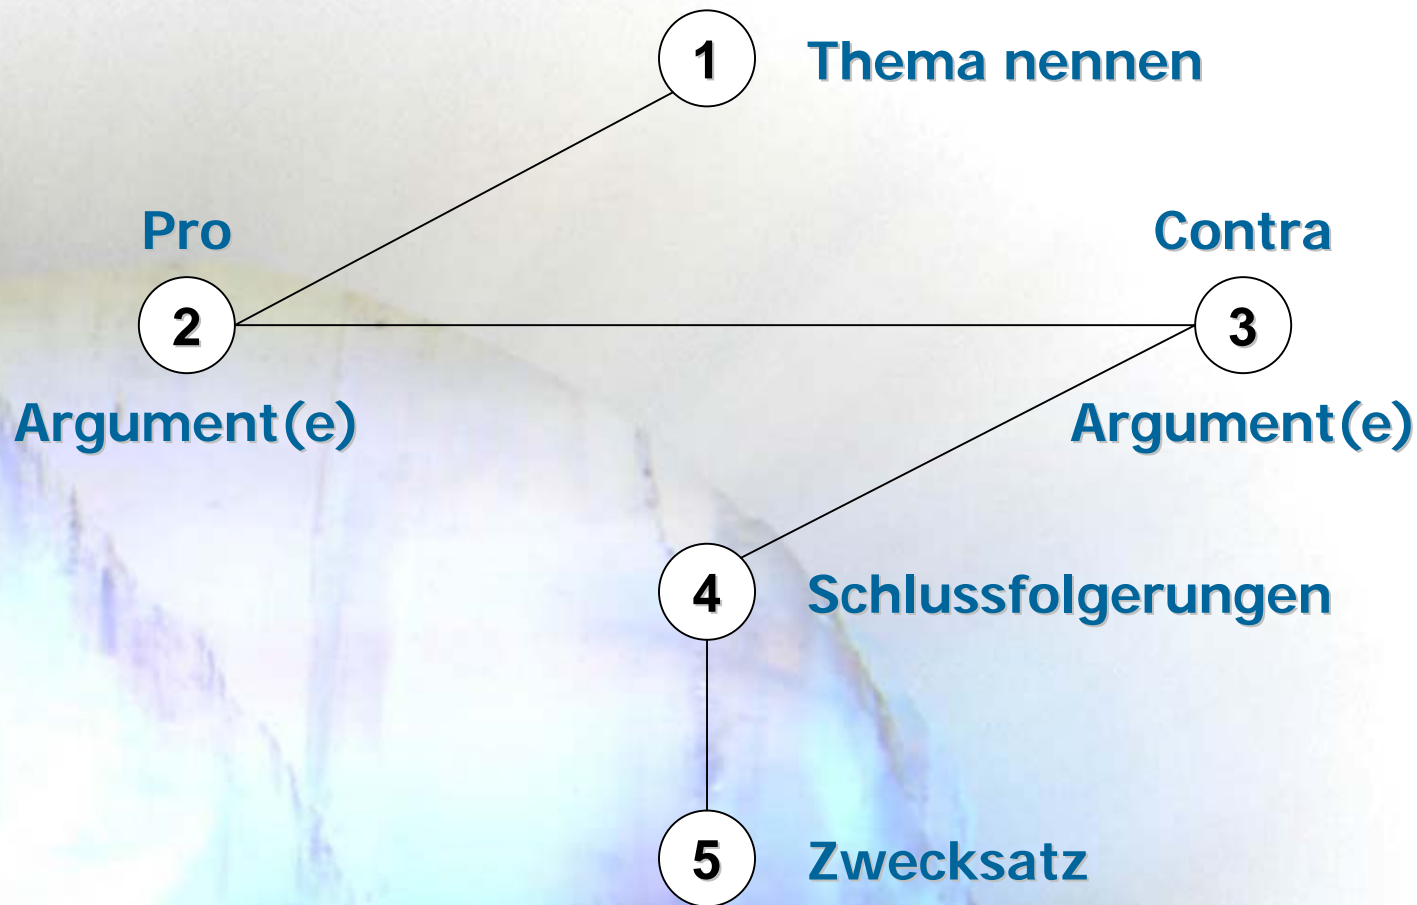 1 Thema nennen
Pro Contra
2 3
Argument(e) Argument(e)
4 Schlussfolgerungen
5 Zwecksatz